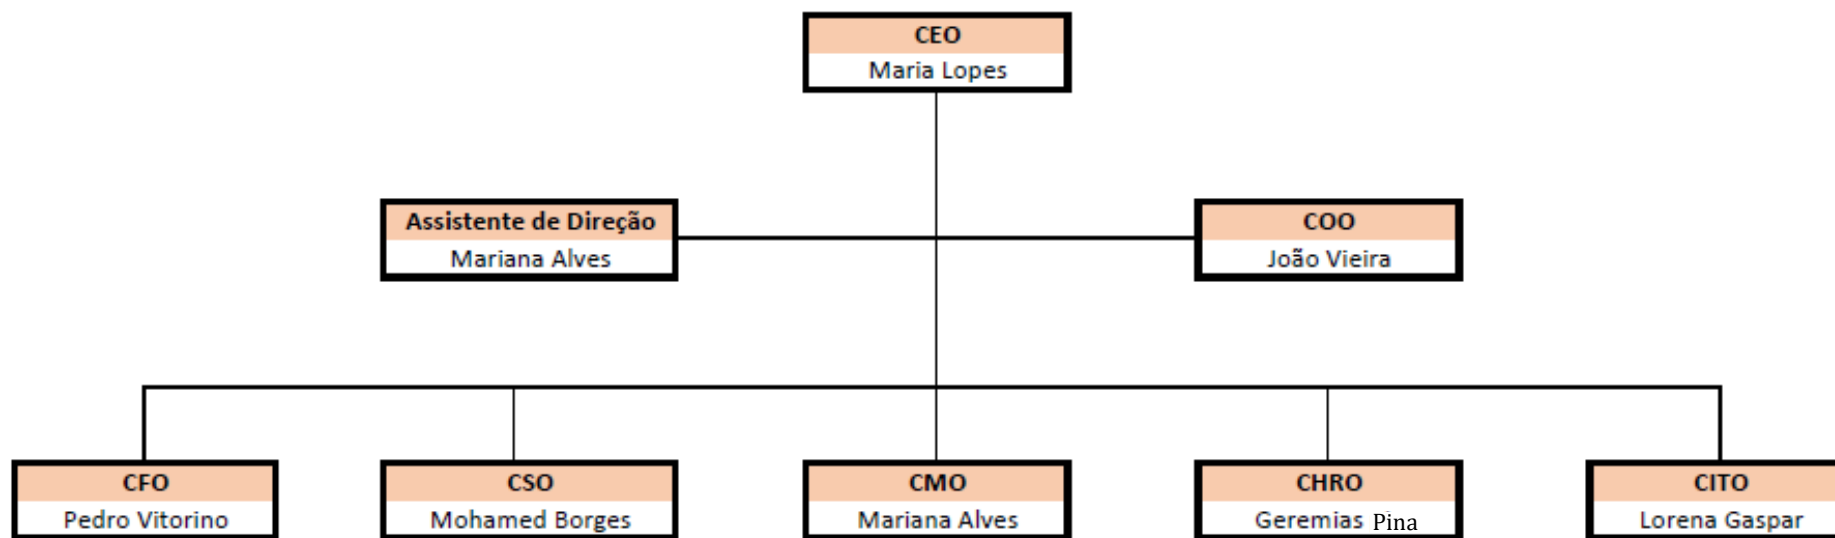 CEO
Maria Lopes
Assistente de Direção
Mariana Alves
COO
João Vieira
CFO
Pedro Vitorino
CSO
Mohamed Borges
CMO
Mariana Alves
CHRO
Geremias Pina
CITO
Lorena Gaspar